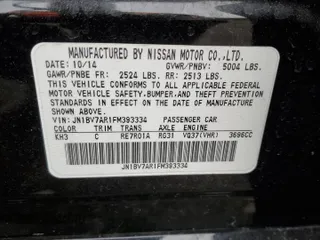 MANUFACTURED BY NISSAN MOTOR CO.,LTD.
DATE: 10/14 GVWR/PNBV: 5004 LBS.
GAWR/PNBE FR: 2524 LBS. RR: 2513 LBS.
THIS VEHICLE CONFORMS TO ALL APPLICABLE FEDERAL
MOTOR VEHICLE SAFETY, BUMPER, AND THEFT PREVENTION
STANDARDS IN EFFECT ON THE DATE OF MANUFACTURE
SHOWN ABOVE.
VIN: JN1BV7AR1FM393334 PASSENGER CAR
COLOR TRIM TRANS AXLE ENGINE
KH3 C RE7R01A RG31 VQ37(VHR) 3696CC
JN1BV7AR1FM393334